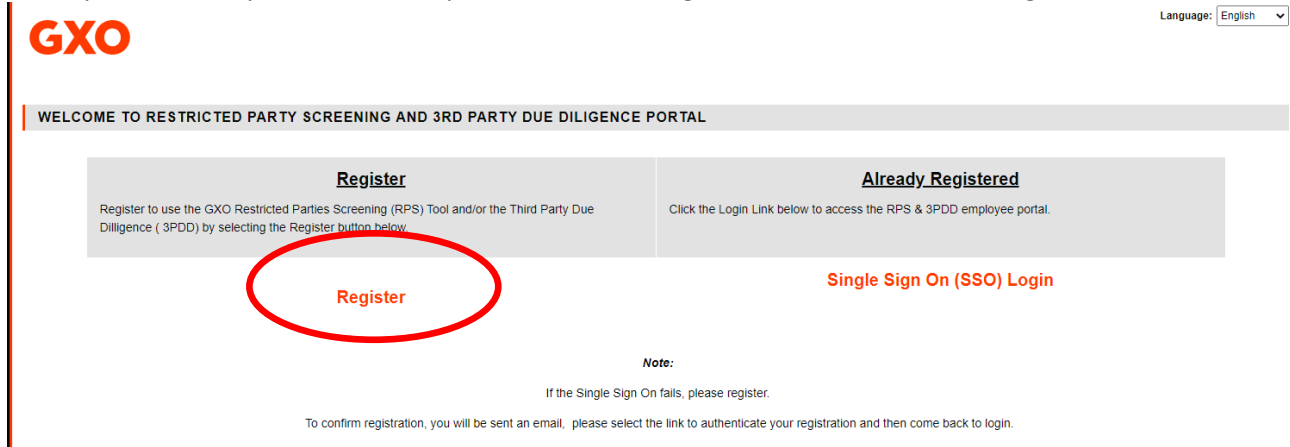 Language: English
GXO
WELCOME TO RESTRICTED PARTY SCREENING AND 3RD PARTY DUE DILIGENCE PORTAL
Register
Register to use the GXO Restricted Parties Screening (RPS) Tool and/or the Third Party Due
Dilligence ( 3PDD) by selecting the Register button below.
Already Registered
Click the Login Link below to access the RPS & 3PDD employee portal.
Register
Single Sign On (SSO) Login
Note:
If the Single Sign On fails, please register.
To confirm registration, you will be sent an email, please select the link to authenticate your registration and then come back to login.